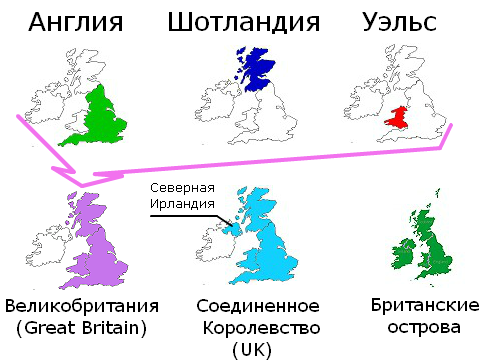 Англия
Шотландия
Уэльс
Северная
Ирландия
Великобритания
(Great Britain)
Соединенное
Королевство
(UK)
Британские
острова